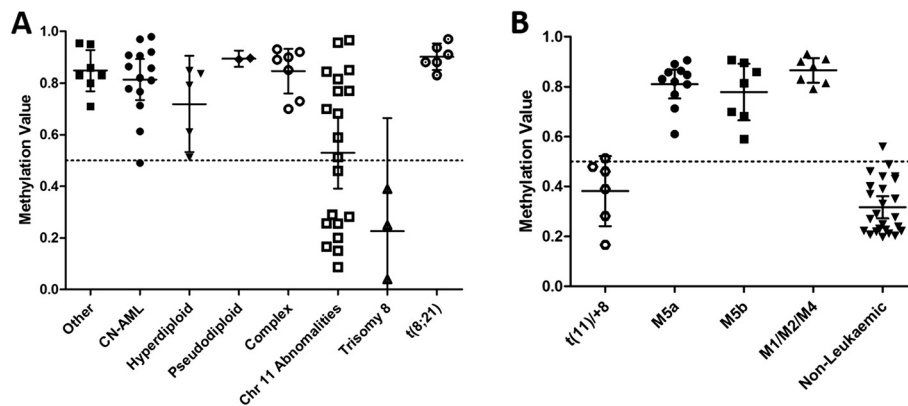 A
Methylation Value
1.0
0.8
0.6
0.4
0.2
0.0
Other
CN-AML
Hyperdiploid
Pseudodiploid
Complex
Chr 11 Abnomalities
Trisomy 8
t(8;21)
B
Methylation Value
1.0
0.8
0.6
0.4
0.2
0.0
t(11)/+8
M5a
M5b
M1/M2/M4
Non-Leukaemic